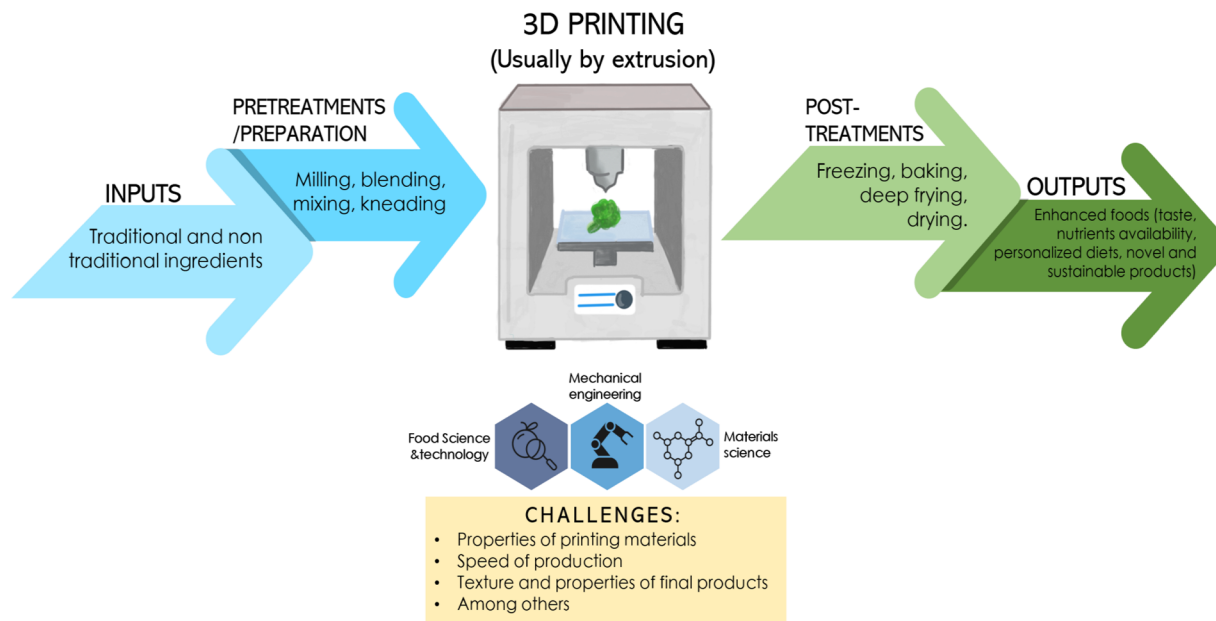 3D PRINTING
(Usually by extrusion)
PRETREATMENTS
/PREPARATION
Milling, blending,
mixing, kneading
INPUTS
Traditional and non
traditional ingredients
POST-
TREATMENTS
Freezing, baking,
deep frying,
drying.
OUTPUTS
Enhanced foods (taste,
nutrients availability,
personalized diets, novel and
sustainable products)
Mechanical
engineering
Food Science
&technology
Materials
science
CHALLENGES:
• Properties of printing materials
• Speed of production
• Texture and properties of final products
• Among others